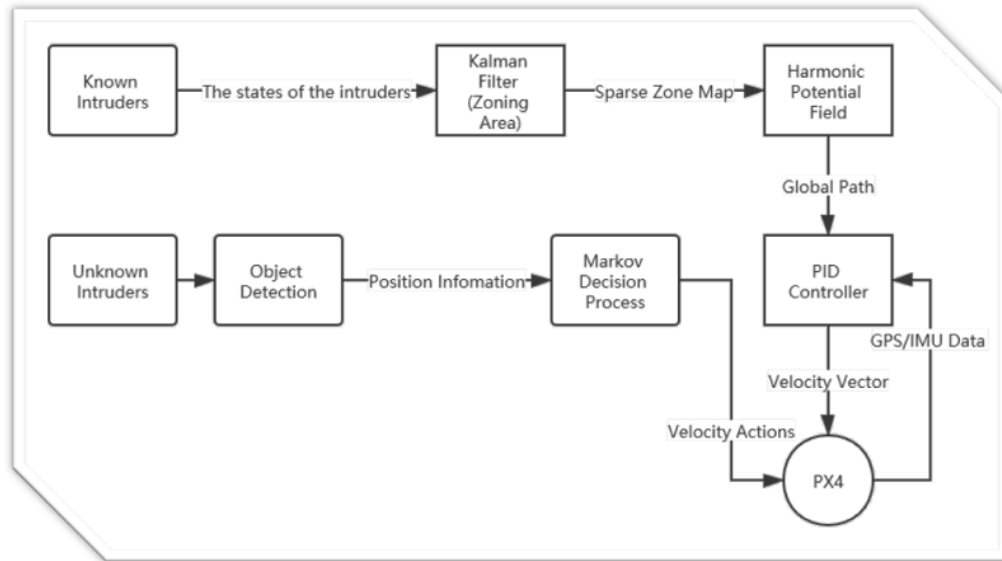 Known
Intruders
The states of the intruders
Kalman
Filter
(Zoning
Area)
Sparse Zone Map
Harmonic
Potential
Field
Global Path
Unknown
Intruders
Object
Detection
Position Infomation
Markov
Decision
Process
PID
Controller
GPS/IMU Data
Velocity Vector
Velocity Actions
PX4